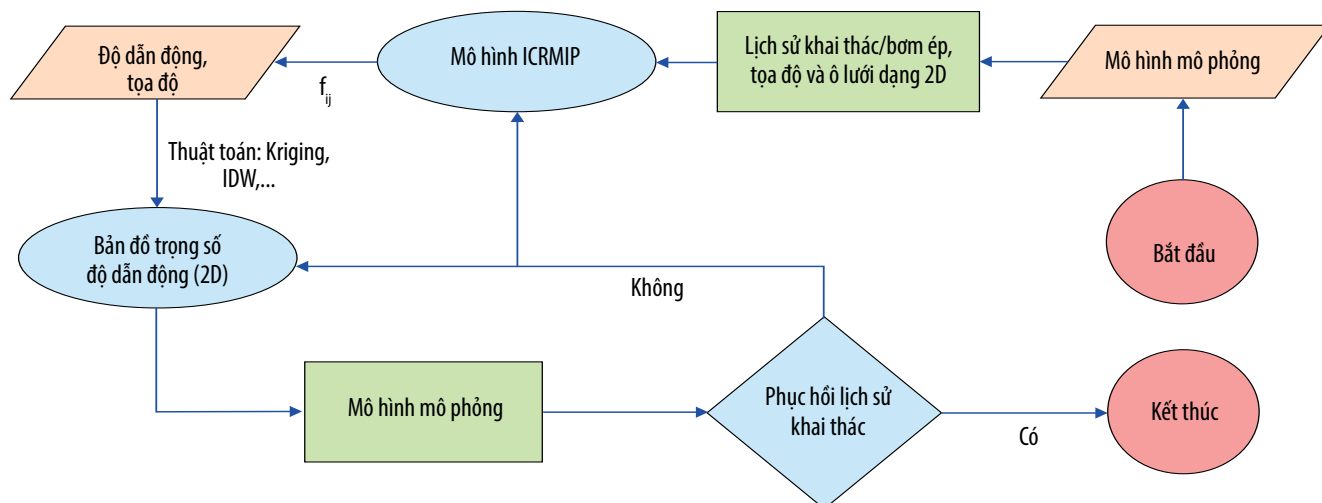 Độ dẫn động,
tọa độ
Mô hình ICRMIP
Lịch sử khai thác/bơm ép,
tọa độ và ô lưới dạng 2D
Mô hình mô phỏng
f_ij
Thuật toán: Kriging,
IDW,...
Bản đồ trọng số
độ dẫn động (2D)
Không
Bắt đầu
Mô hình mô phỏng
Phục hồi lịch sử
khai thác
Có
Kết thúc